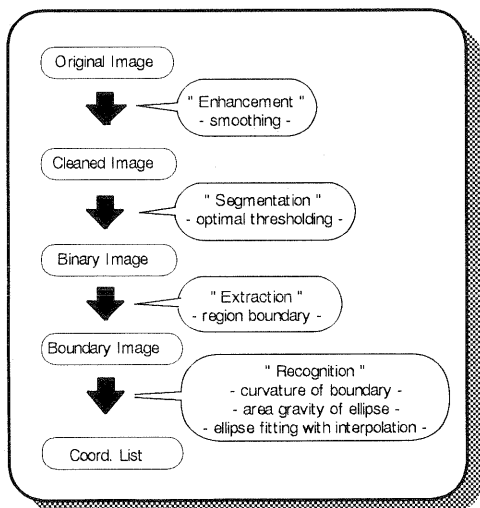 Original Image
" Enhancement "
- smoothing -
Cleaned Image
" Segmentation "
- optimal thresholding -
Binary Image
" Extraction "
- region boundary -
Boundary Image
" Recognition "
- curvature of boundary -
- area gravity of ellipse -
- ellipse fitting with interpolation -
Coord. List